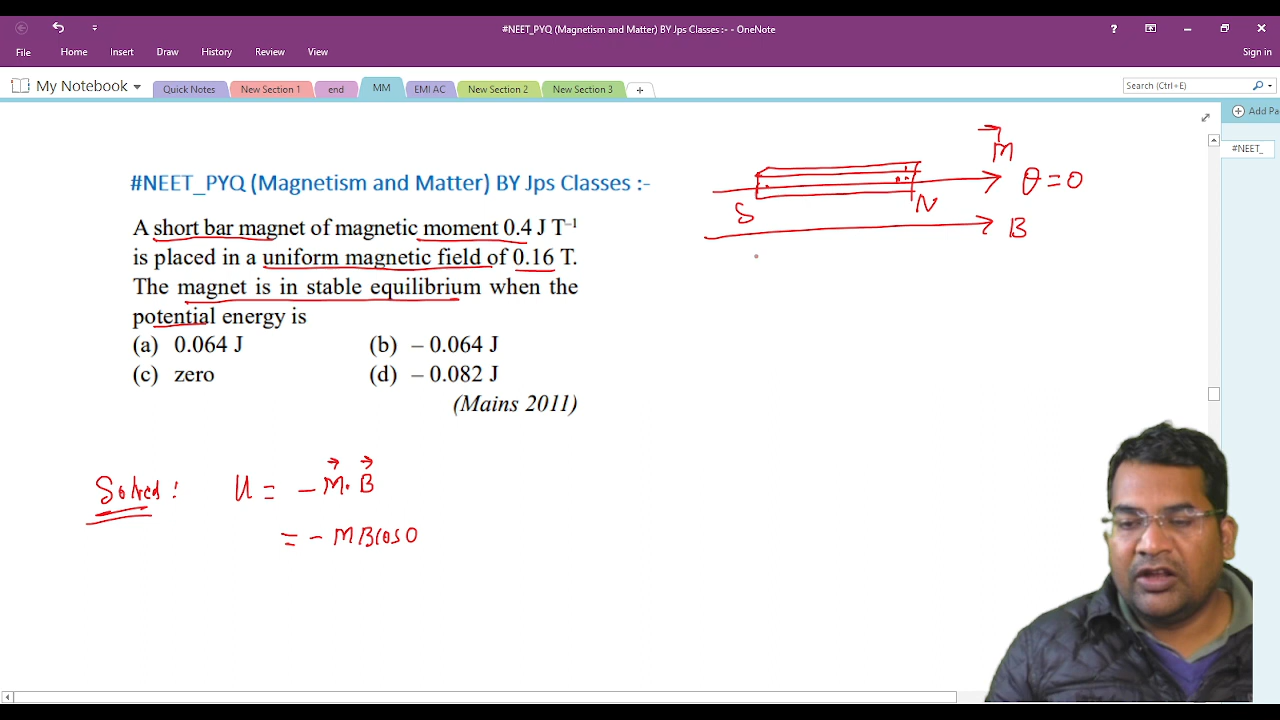 #NEET_PYQ (Magnetism and Matter) BY Jps Classes :- - OneNote
File Home Insert Draw History Review View
Sign in
My Notebook
Quick Notes New Section 1 end MM EMI AC New Section 2 New Section 3 +
Search (Ctrl+E)
Add Pa
#NEET_
#NEET_PYQ (Magnetism and Matter) BY Jps Classes :-
A short bar magnet of magnetic moment 0.4 J T⁻¹
is placed in a uniform magnetic field of 0.16 T.
The magnet is in stable equilibrium when the
potential energy is
(a) 0.064 J (b) – 0.064 J
(c) zero (d) – 0.082 J
(Mains 2011)
M
θ = 0
S N
B
Solved : U = - M⃗ . B⃗
= - MB cos 0